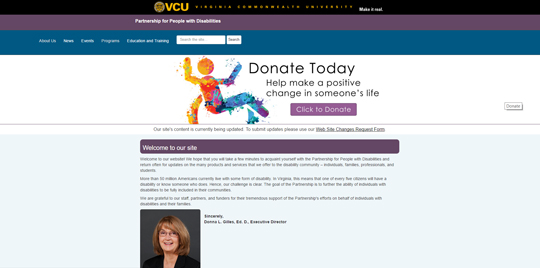 VCU VIRGINIA COMMONWEALTH UNIVERSITY Make it real.
Partnership for People with Disabilities
About Us News Events Programs Education and Training Search this site... Search
Donate Today
Help make a positive
change in someone's life
Click to Donate
Donate
Our site's content is currently being updated. To submit updates please use our Web Site Changes Request Form.
Welcome to our site
Welcome to our website! We hope that you will take a few minutes to acquaint yourself with the Partnership for People with Disabilities and
return often for updates on the many products and services that we offer to the disability community – individuals, families, professionals, and
students.
More than 50 million Americans currently live with some form of disability. In Virginia, this means that one of every five citizens will have a
disability or know someone who does. Hence, our challenge is clear. The goal of the Partnership is to further the ability of individuals with
disabilities to be fully included in their communities.
We are grateful to our staff, partners, and funders for their tremendous support of the Partnership's efforts on behalf of individuals with
disabilities and their families.
Sincerely,
Donna L. Gilles, Ed. D., Executive Director